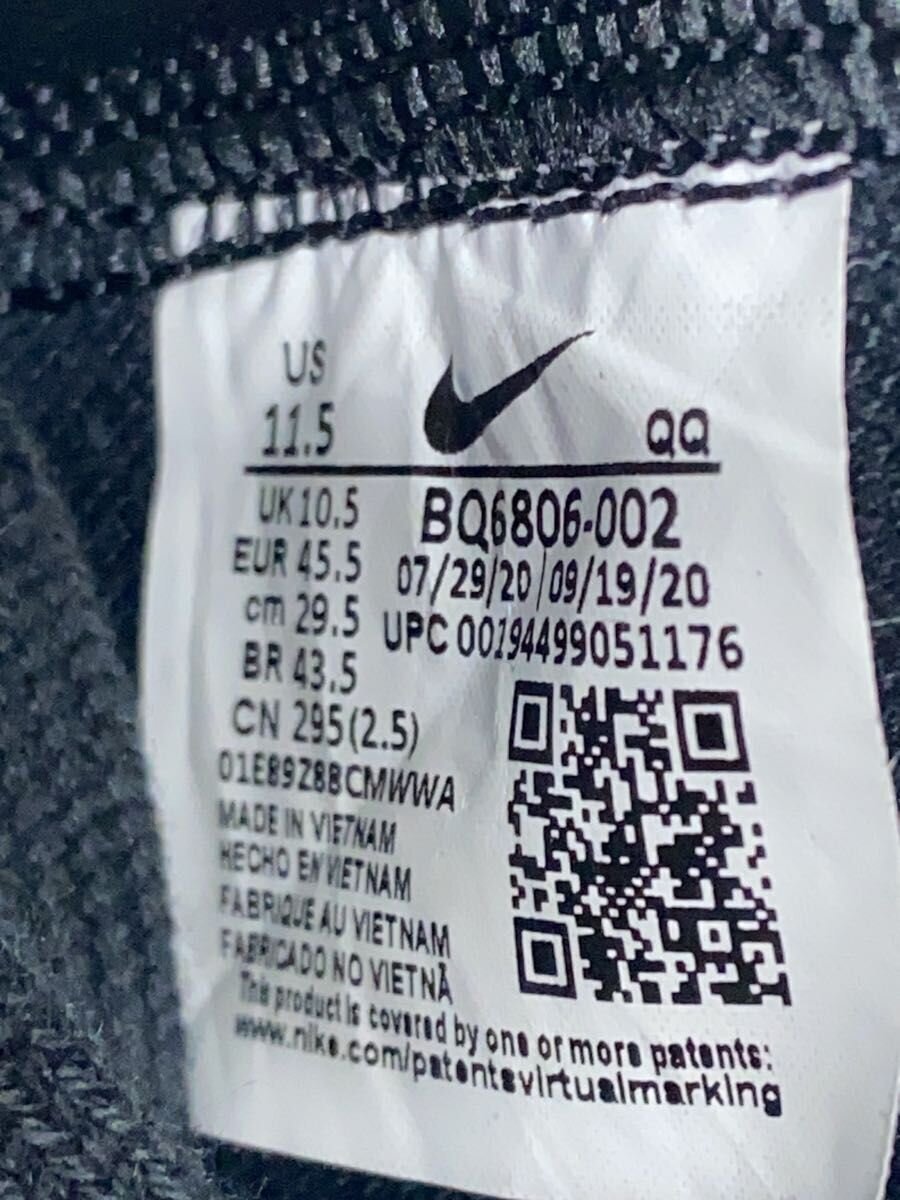 US
11.5
QQ
UK 10.5
BQ6806-002
EUR 45.5
07/29/20 | 09/19/20
cm 29.5
UPC 00194499051176
BR 43.5
CN 295(2.5)
01E89Z8BCMWWA
MADE IN VIETNAM
HECHO EN VIETNAM
FABRIQUE AU VIETNAM
FABRICADO NO VIETNÃ
This product is covered by one or more patents:
www.nike.com/patentsvirtualmarking